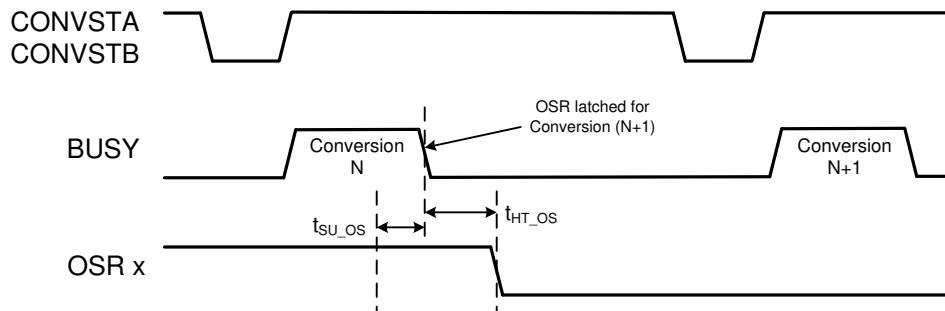 CONVSTA
CONVSTB
OSR latched for
Conversion (N+1)
BUSY
Conversion
N
Conversion
N+1
tSU_OS
tHT_OS
OSR x